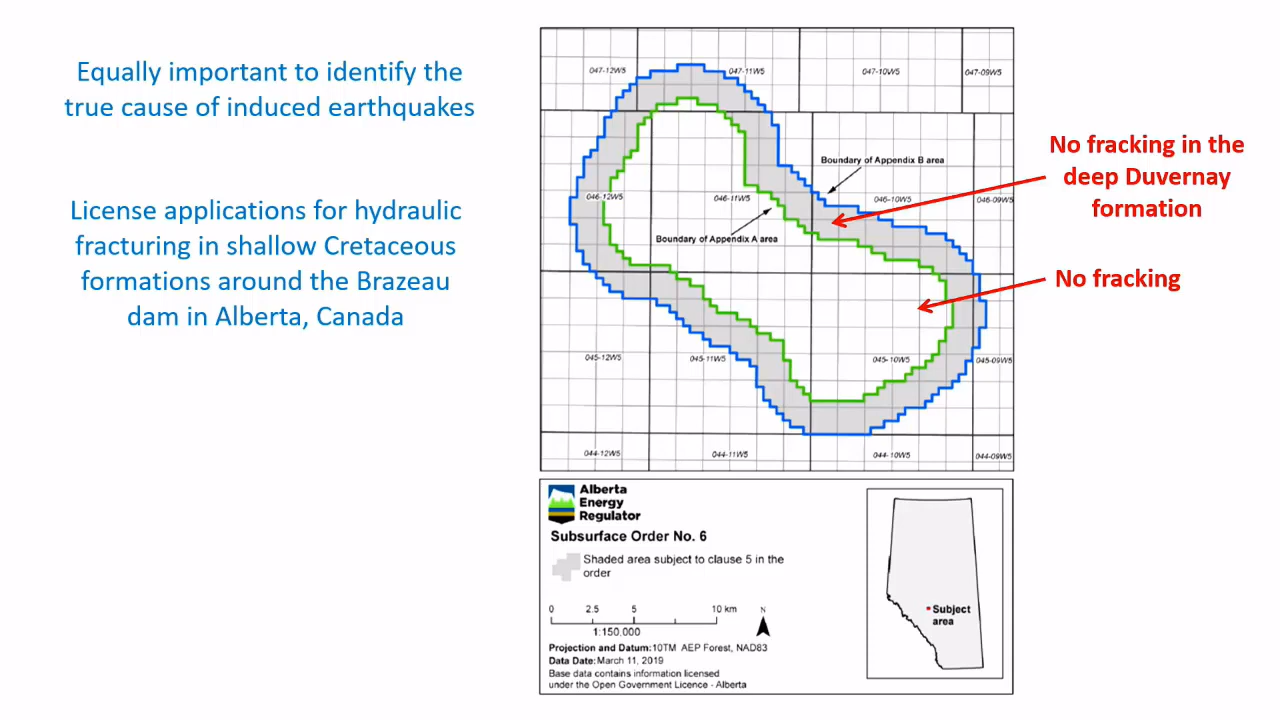 Equally important to identify the
true cause of induced earthquakes
License applications for hydraulic
fracturing in shallow Cretaceous
formations around the Brazeau
dam in Alberta, Canada
047-12W5
047-11W5
047-10W5
047-09W5
Boundary of Appendix B area
046-12W5
046-11W5
046-10W5
046-09W5
Boundary of Appendix A area
045-12W5
045-11W5
045-10W5
045-09W5
044-12W5
044-11W5
044-10W5
044-09W5
No fracking in the
deep Duvernay
formation
No fracking
Alberta
Energy
Regulator
Subsurface Order No. 6
Shaded area subject to clause 5 in the
order
0 2.5 5 10 km
N
1:150,000
Projection and Datum: 10TM AEP Forest, NAD83
Data Date: March 11, 2019
Base data contains information licensed
under the Open Government Licence - Alberta
Subject
area